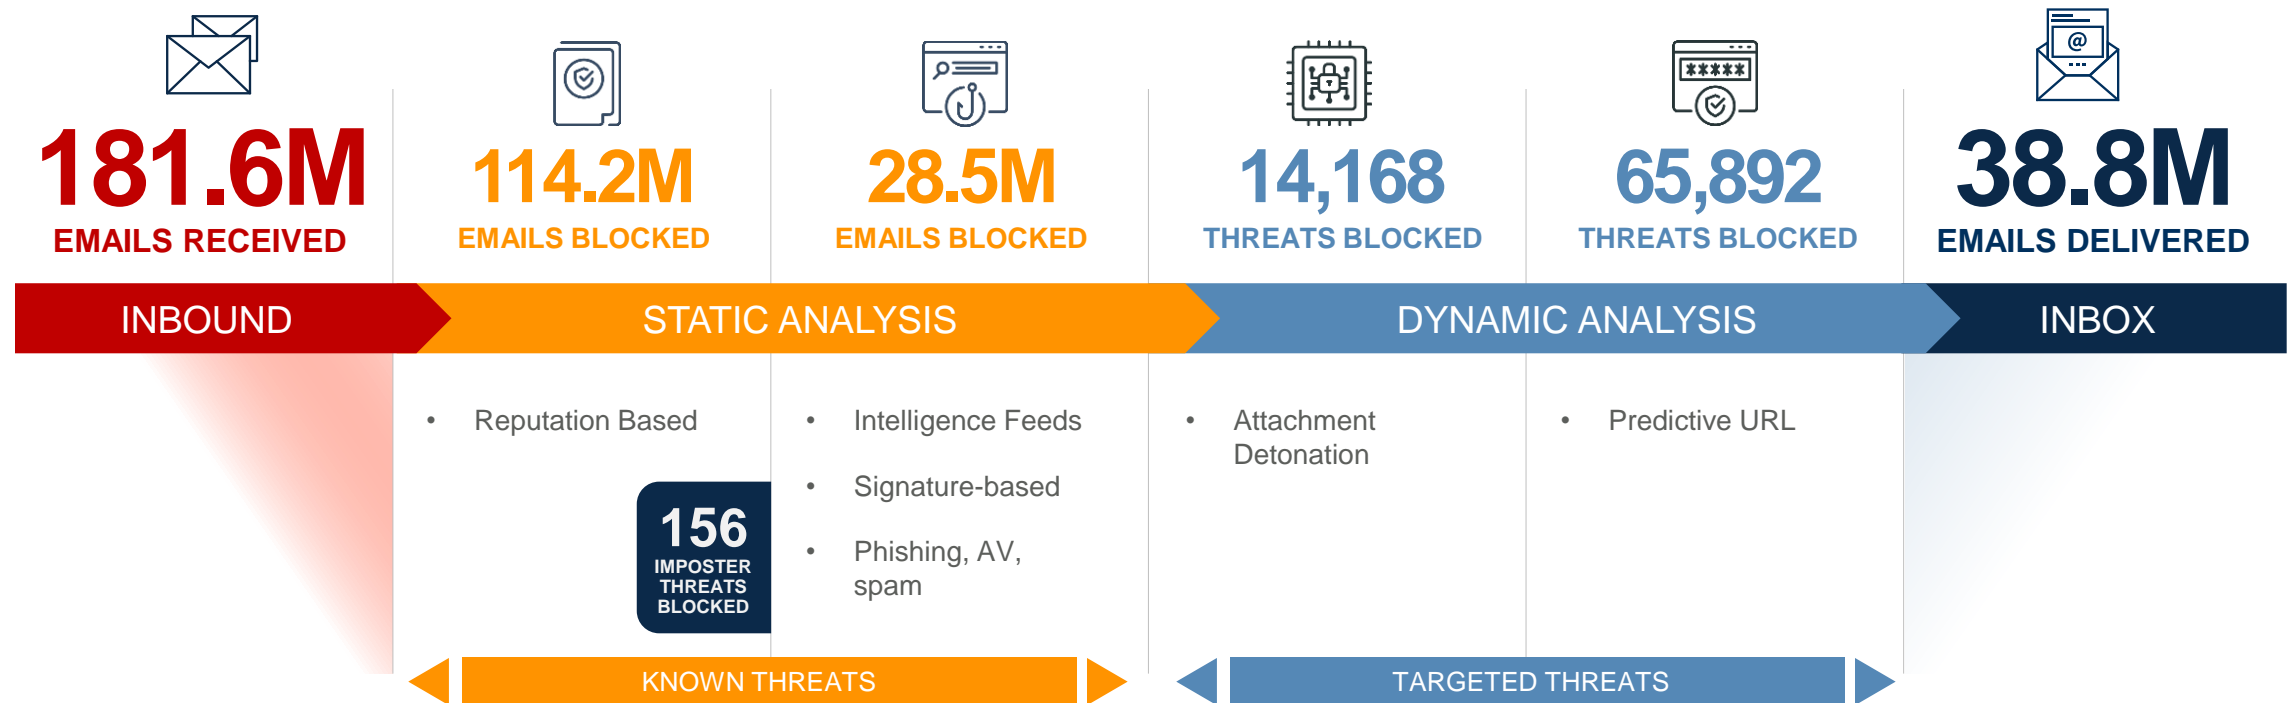 181.6M
EMAILS RECEIVED
114.2M
EMAILS BLOCKED
28.5M
EMAILS BLOCKED
14,168
THREATS BLOCKED
*****
65,892
THREATS BLOCKED
@
38.8M
EMAILS DELIVERED
INBOUND
STATIC ANALYSIS
DYNAMIC ANALYSIS
INBOX
• Reputation Based
156
IMPOSTER
THREATS
BLOCKED
• Intelligence Feeds
• Signature-based
• Phishing, AV,
spam
• Attachment
Detonation
• Predictive URL
KNOWN THREATS
TARGETED THREATS